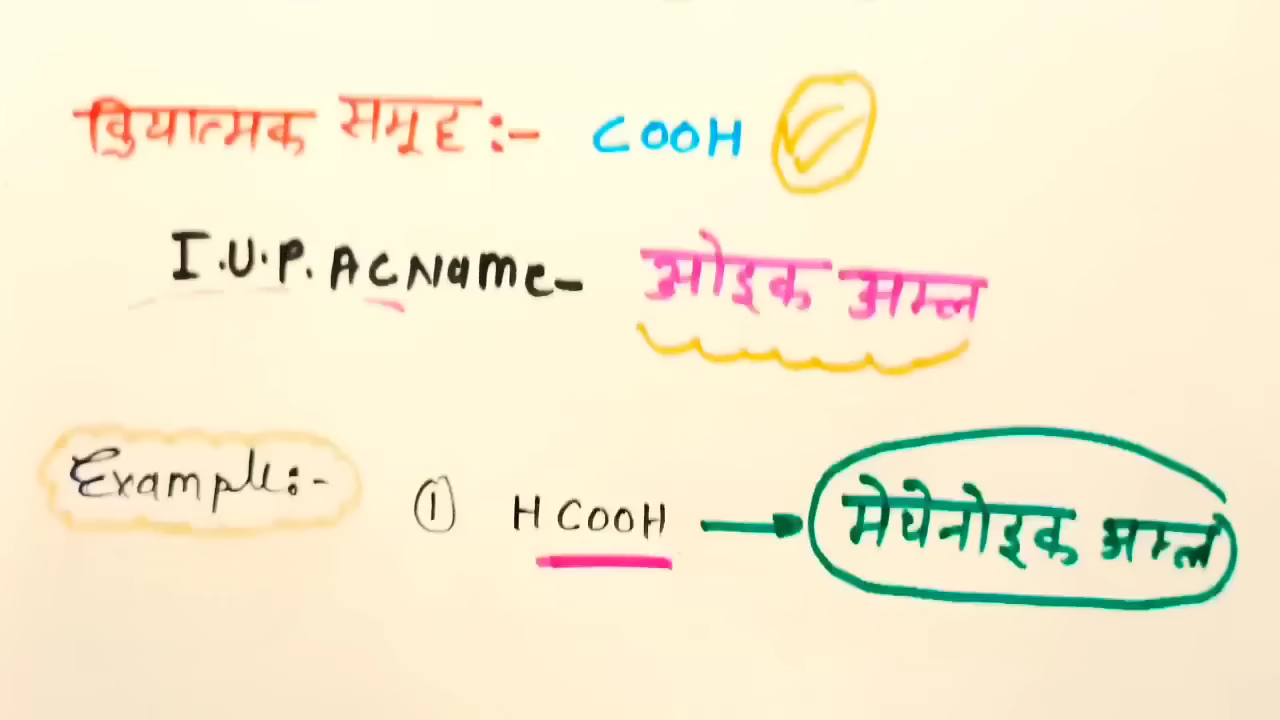 क्रियात्मक समूह :- COOH
I.U.P.AC Name - ओइक अम्ल
Example :- ① HCOOH → मेथेनोइक अम्ल